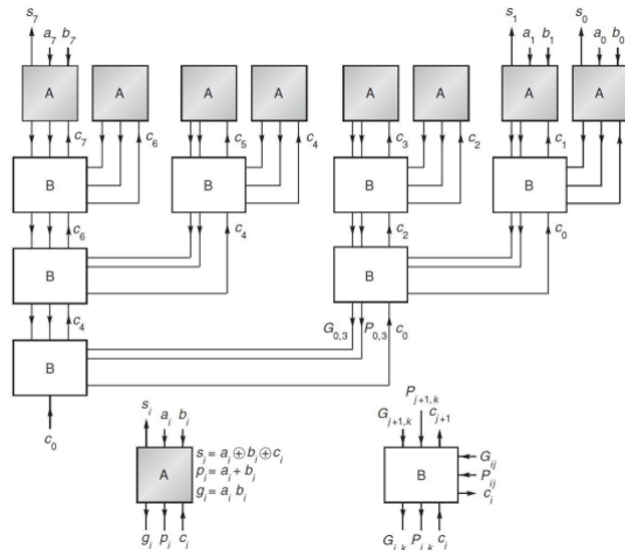 s7 s1 s0
a7 b7 a1 b1 a0 b0
A A A A A A A A
c7 c6 c5 c4 c3 c2 c1
B B B B
c6 c4 c2 c0
B B
c4 G0,3 P0,3 c0
B
c0
si ai bi
si = ai ⊕ bi ⊕ ci
pi = ai + bi
gi = ai bi
A
gi pi ci
Pj+1,k
Gj+1,k cj+1
B
Gij
Pij
ci
Gi,k Pi,k ci